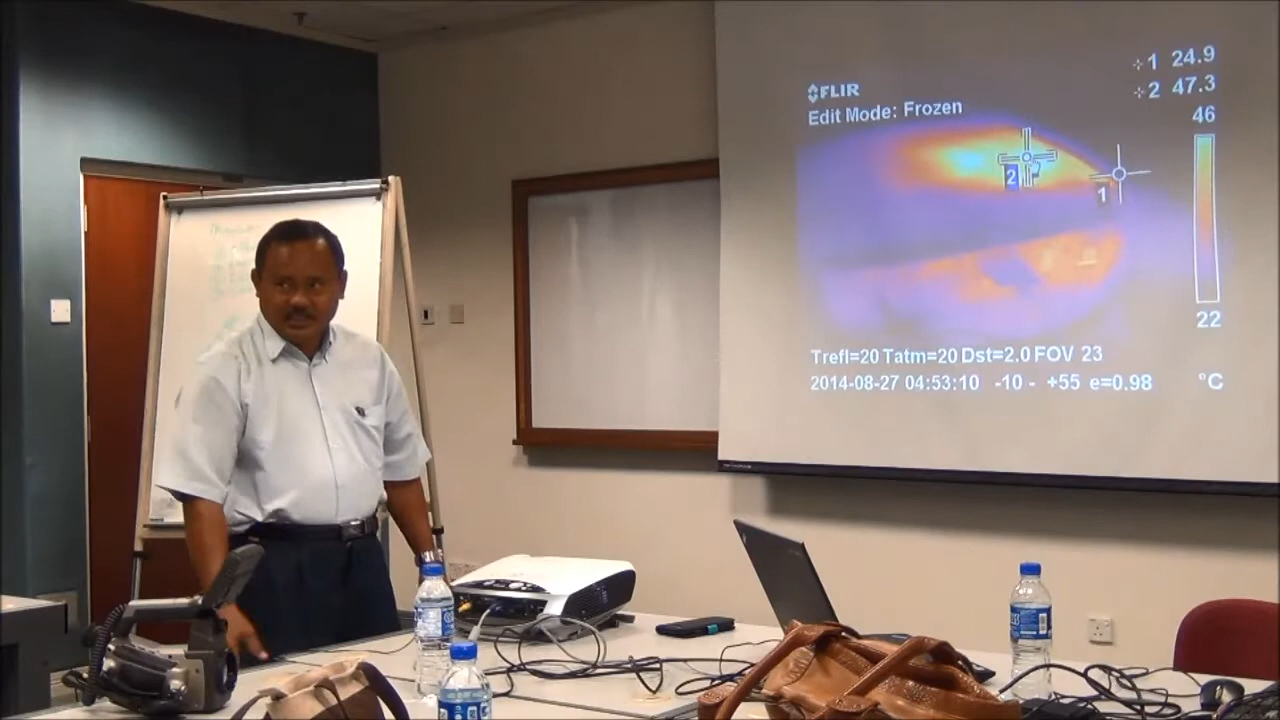 1 24.9
2 47.3
FLIR
Edit Mode: Frozen
46
2
1
22
Trefl=20 Tatm=20 Dst=2.0 FOV 23
2014-08-27 04:53:10 -10 - +55 e=0.98 °C